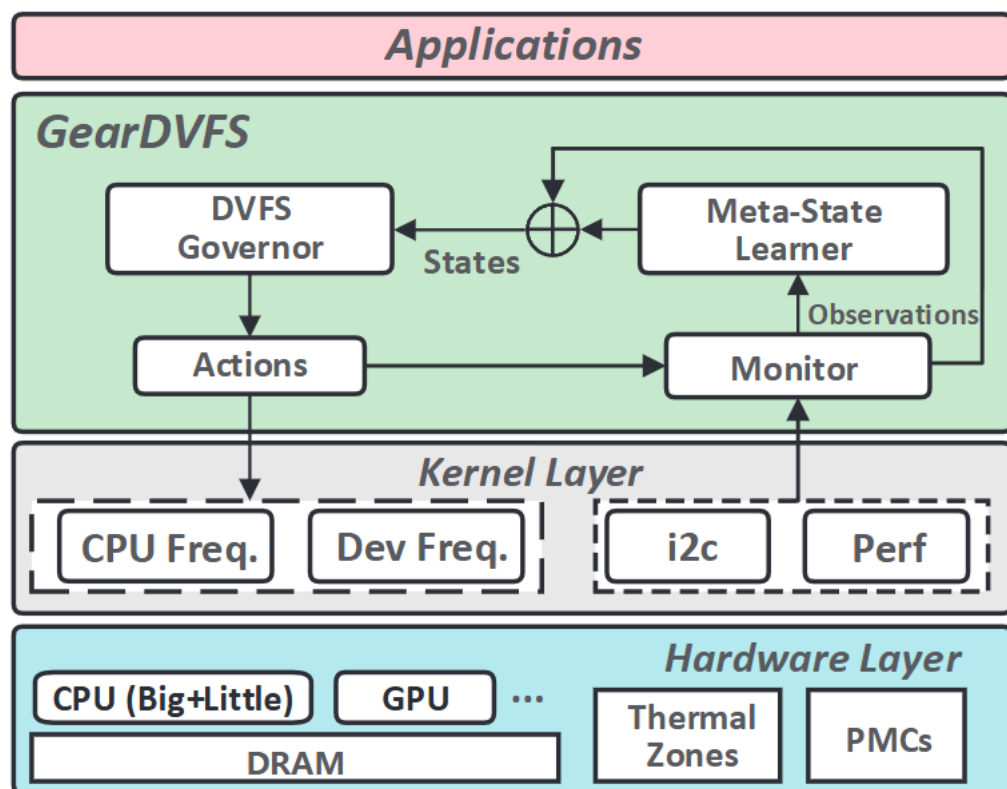 Applications
GearDVFS
DVFS
Governor
States
Meta-State
Learner
Observations
Actions
Monitor
Kernel Layer
CPU Freq.
Dev Freq.
i2c
Perf
Hardware Layer
CPU (Big+Little)
GPU
...
Thermal
Zones
PMCs
DRAM